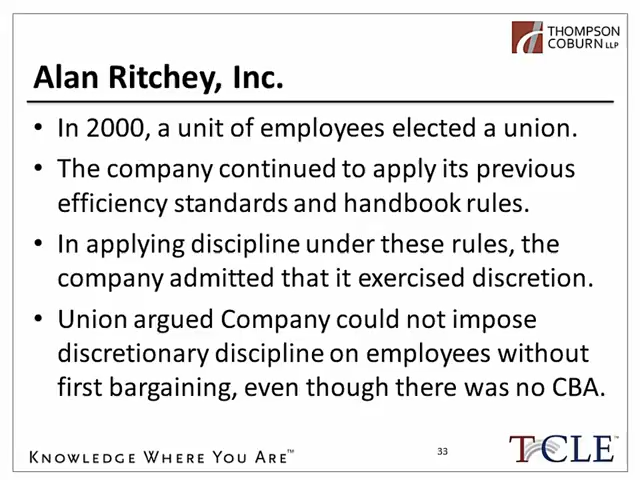 THOMPSON
COBURN LLP
Alan Ritchey, Inc.
• In 2000, a unit of employees elected a union.
• The company continued to apply its previous
efficiency standards and handbook rules.
• In applying discipline under these rules, the
company admitted that it exercised discretion.
• Union argued Company could not impose
discretionary discipline on employees without
first bargaining, even though there was no CBA.
KNOWLEDGE WHERE YOU ARE™
33
TCCLE™